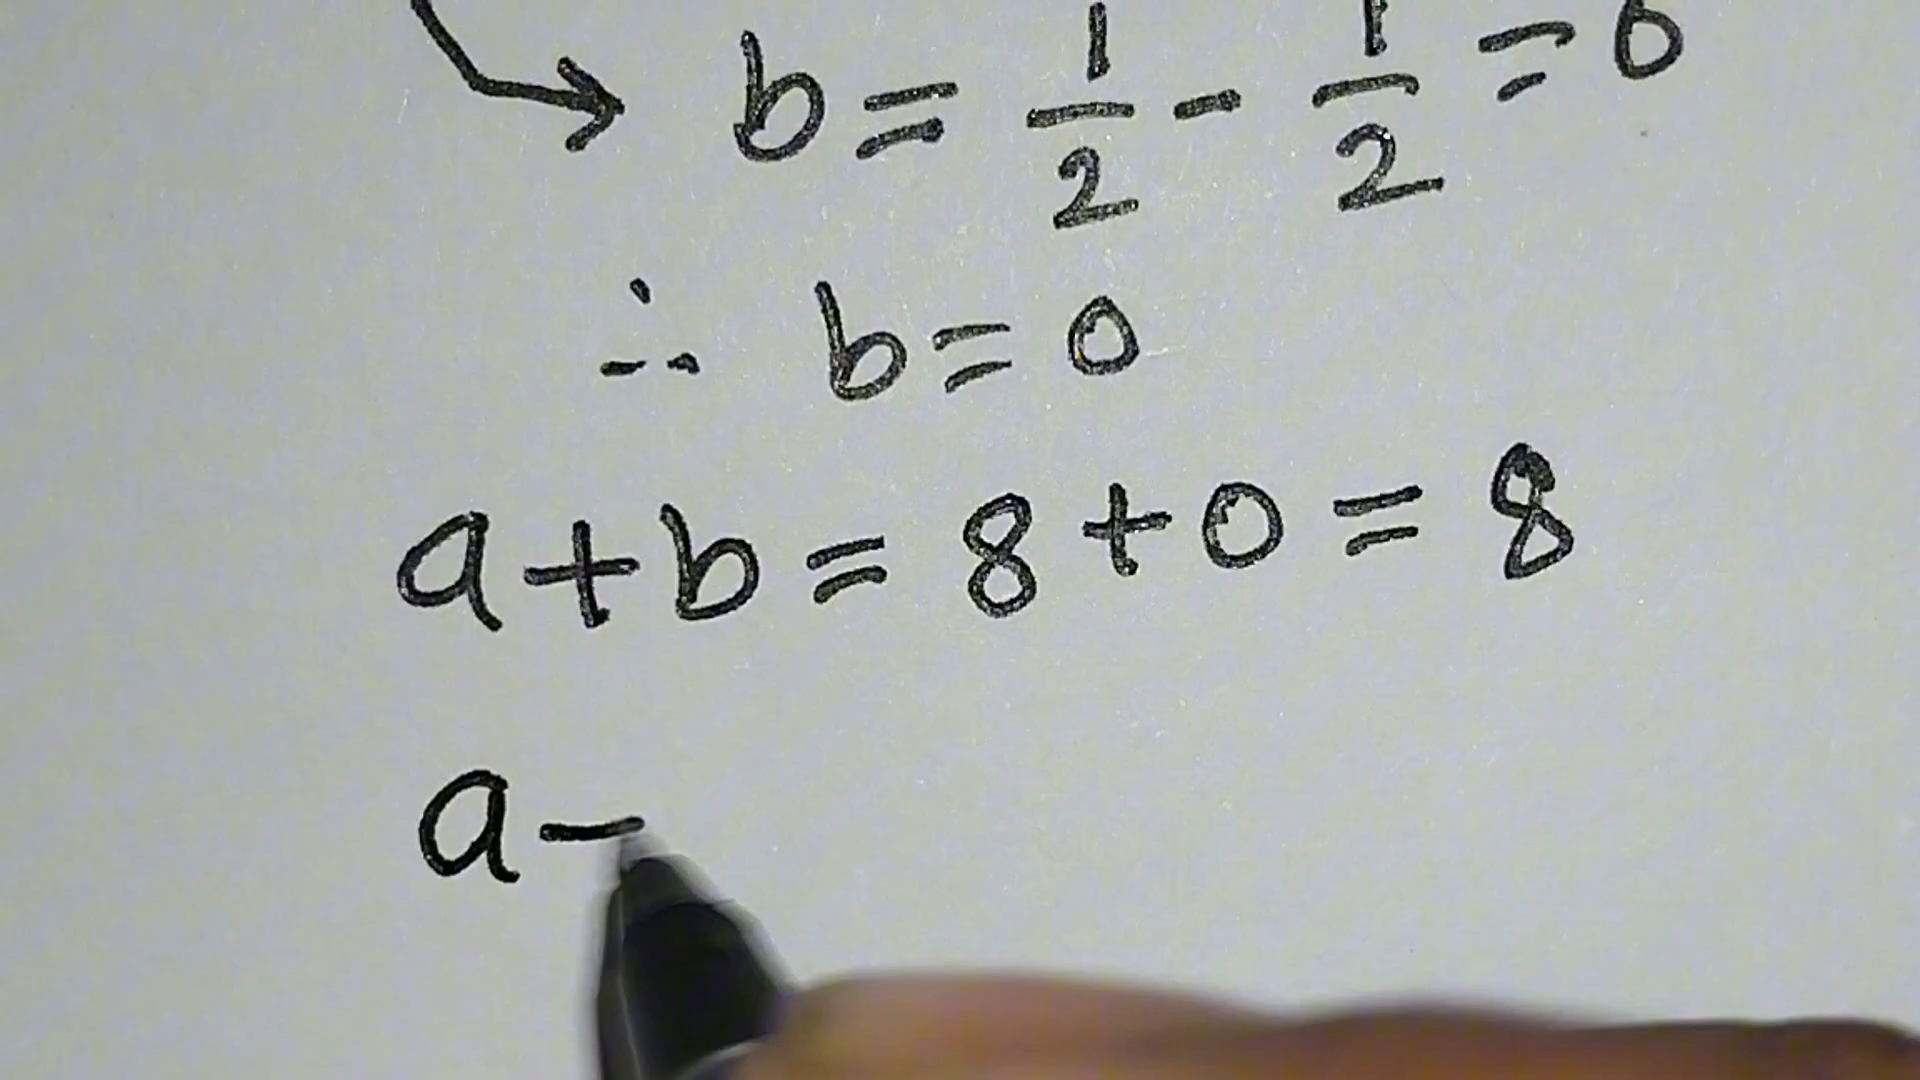 b = 1/2 - 1/2 = 0
∴ b = 0
a + b = 8 + 0 = 8
a -